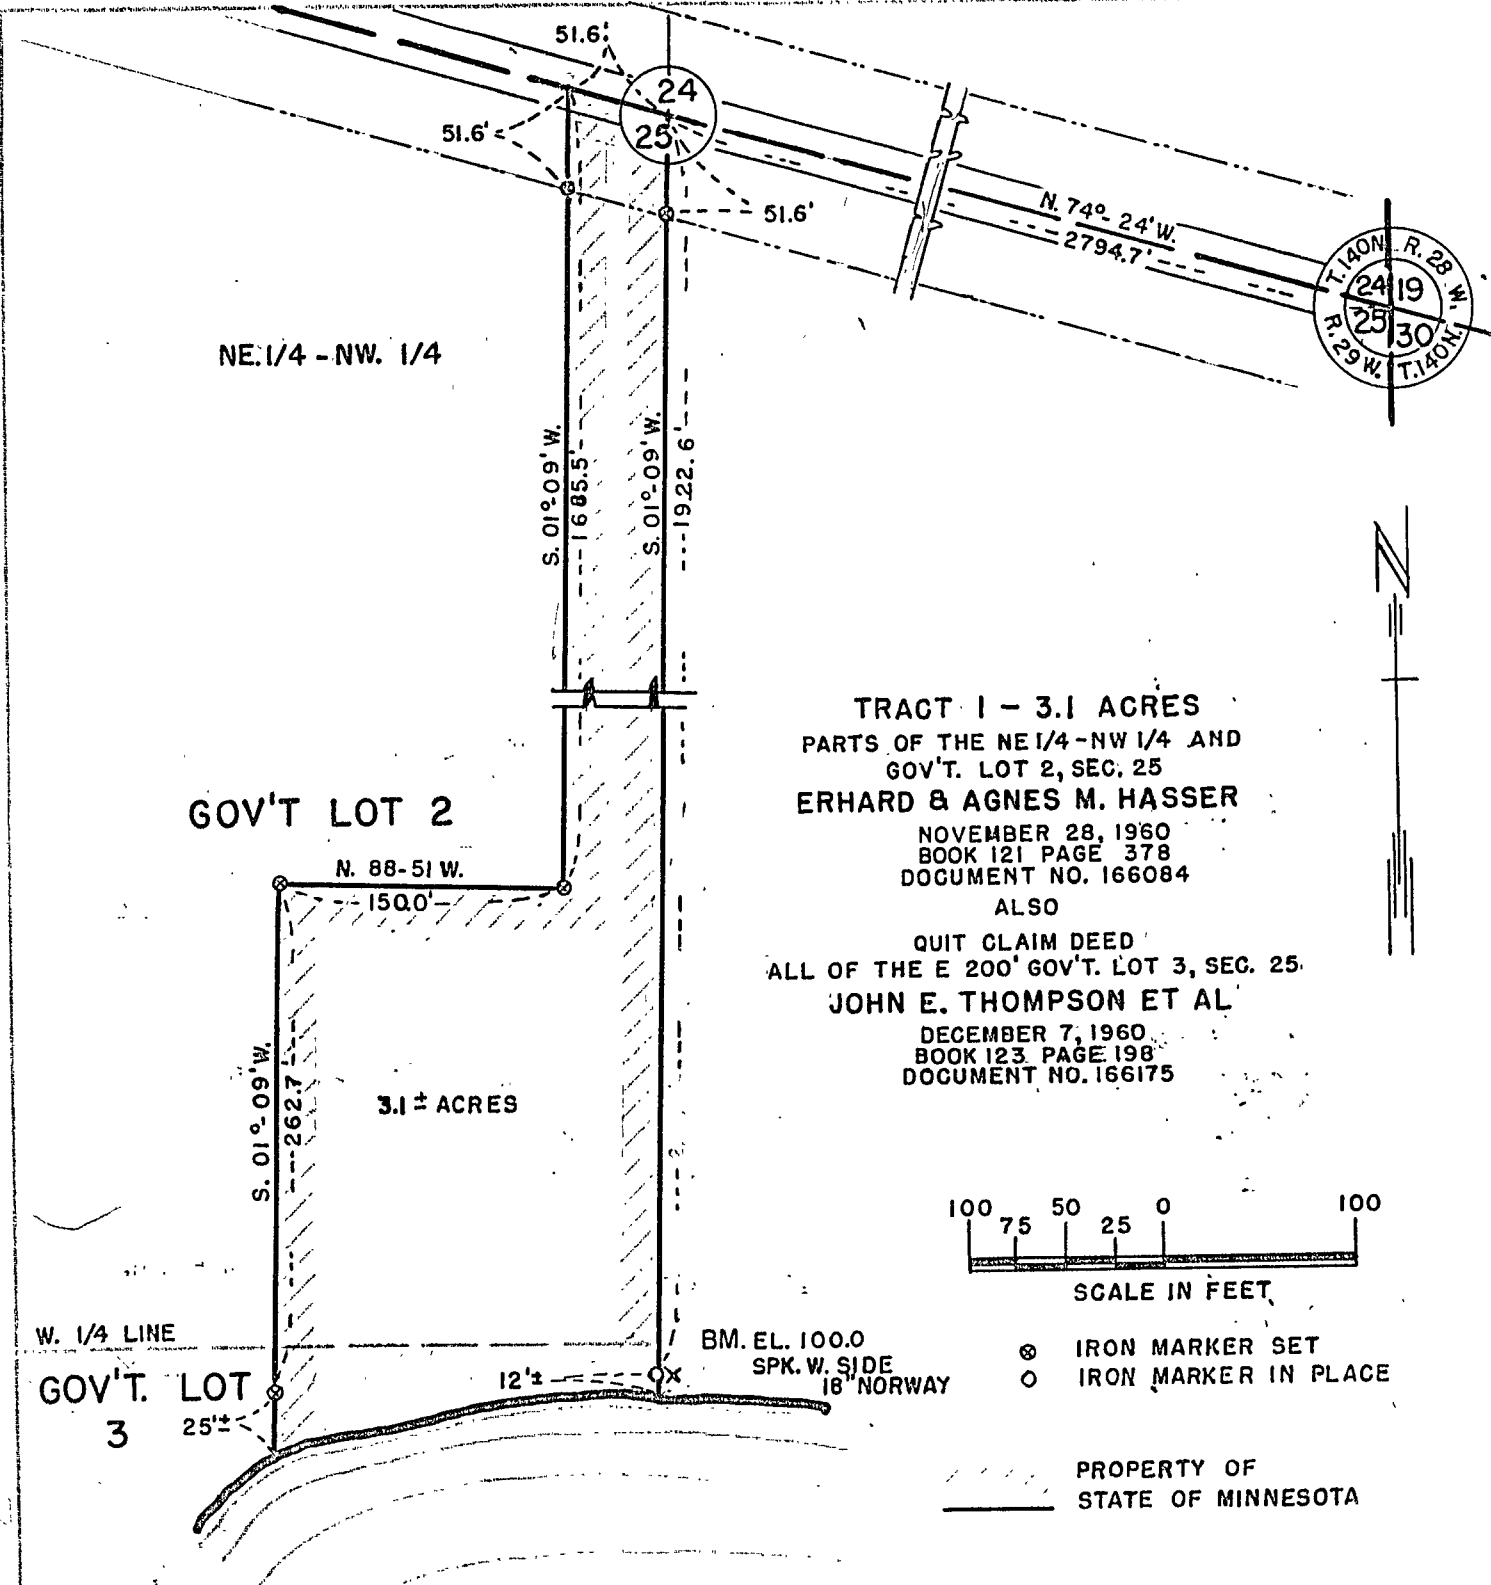 51.6'
24
25
51.6'
51.6'
N. 74°-24' W.
2794.7'
T. 140N. R. 28 W.
24 19
25 30
R. 29 W. T. 140N.
NE. 1/4 - NW. 1/4
S. 01°-09' W.
1685.5'
S. 01°-09' W.
1922.6'
N
TRACT 1 - 3.1 ACRES
PARTS OF THE NE 1/4 - NW 1/4 AND
GOV'T. LOT 2, SEC. 25
ERHARD & AGNES M. HASSER
NOVEMBER 28, 1960
BOOK 121 PAGE 378
DOCUMENT NO. 166084
ALSO
QUIT CLAIM DEED
ALL OF THE E 200' GOV'T. LOT 3, SEC. 25
JOHN E. THOMPSON ET AL
DECEMBER 7, 1960
BOOK 123 PAGE 198
DOCUMENT NO. 166175
GOV'T LOT 2
N. 88-51 W.
150.0'
S. 01°-09' W.
262.7'
3.1 ± ACRES
100 75 50 25 0 100
SCALE IN FEET
W. 1/4 LINE
GOV'T. LOT
3
25'±
12'±
BM. EL. 100.0
SPK. W. SIDE
18" NORWAY
IRON MARKER SET
IRON MARKER IN PLACE
PROPERTY OF
STATE OF MINNESOTA